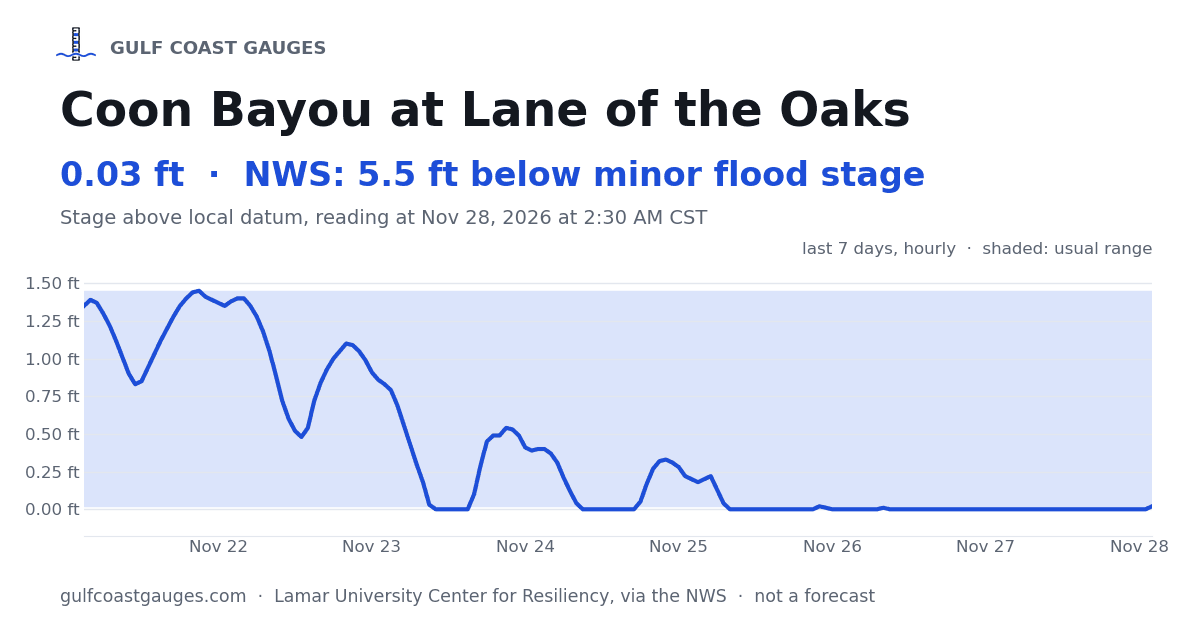 GULF COAST GAUGES
Coon Bayou at Lane of the Oaks
0.03 ft · NWS: 5.5 ft below minor flood stage
Stage above local datum, reading at Nov 28, 2026 at 2:30 AM CST
last 7 days, hourly · shaded: usual range
1.50 ft
1.25 ft
1.00 ft
0.75 ft
0.50 ft
0.25 ft
0.00 ft
Nov 22 Nov 23 Nov 24 Nov 25 Nov 26 Nov 27 Nov 28
gulfcoastgauges.com · Lamar University Center for Resiliency, via the NWS · not a forecast